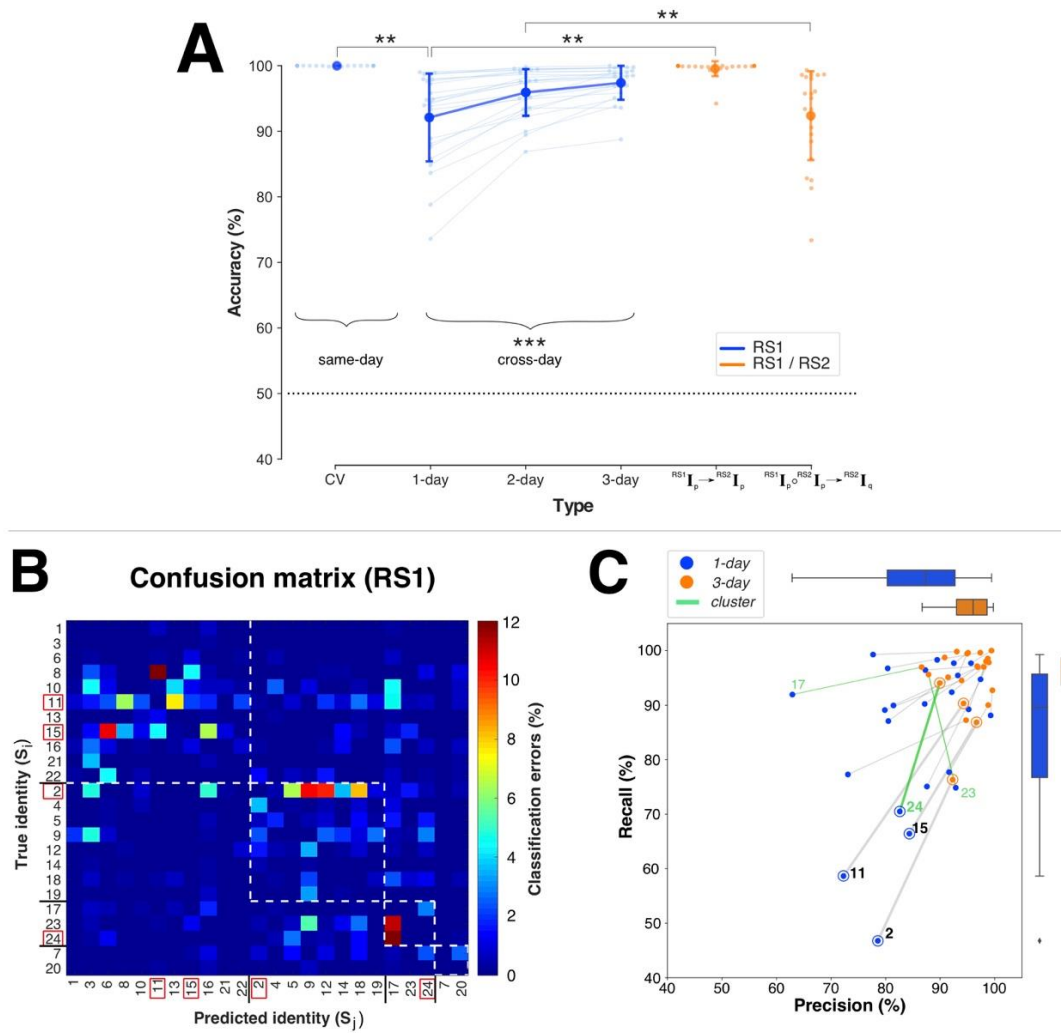 A
**
**
**
100
90
80
70
60
50
40
Accuracy (%)
same-day
***
cross-day
RS1
RS1 / RS2
CV
1-day
2-day
3-day
RS1Ip→RS2Ip
RS1Ip∘RS2Ip→RS2Iq
Type
B
Confusion matrix (RS1)
1
3
6
8
10
11
13
15
16
21
22
2
4
5
9
12
14
18
19
17
23
24
7
20
True identity (Si)
1 3 6 8 10 11 13 15 16 21 22 2 4 5 9 12 14 18 19 17 23 24 7 20
Predicted identity (Sj)
12
10
8
6
4
2
0
Classification errors (%)
C
1-day
3-day
cluster
100
90
80
70
60
50
40
Recall (%)
17
24
23
15
11
2
40 60 80 90 100
Precision (%)